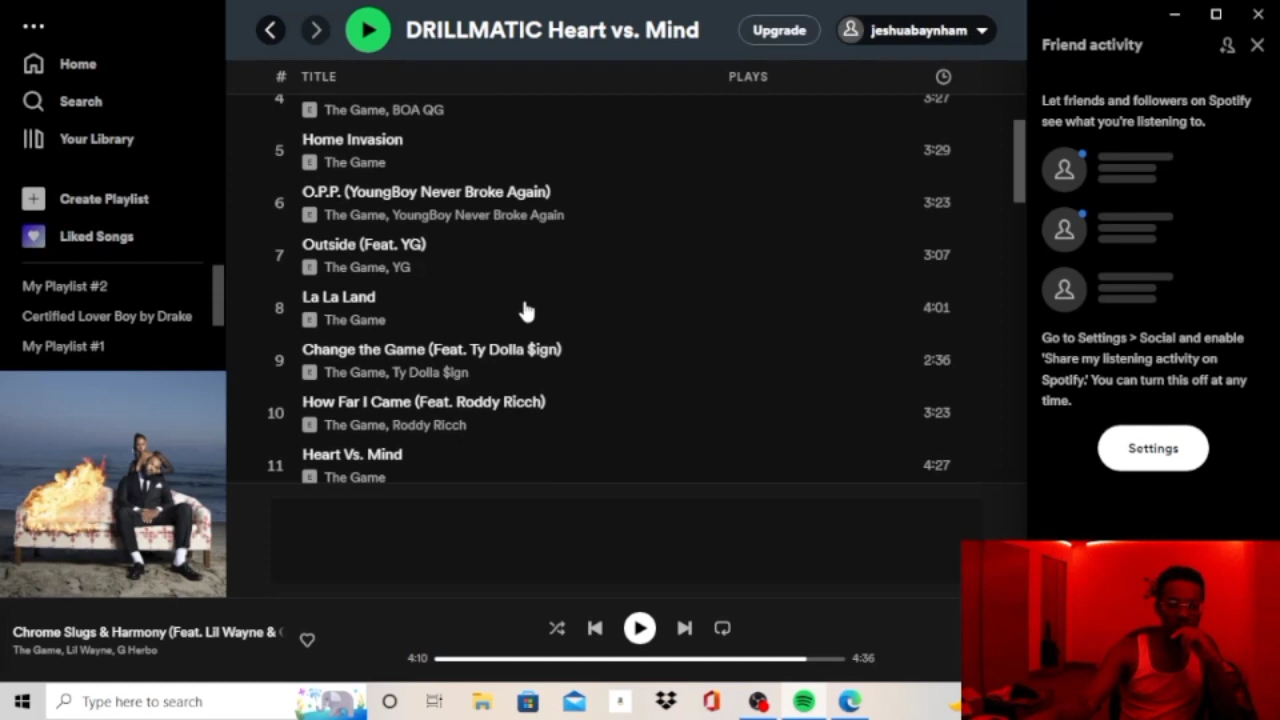 Home
Search
Your Library
Create Playlist
Liked Songs
My Playlist #2
Certified Lover Boy by Drake
My Playlist #1
DRILLMATIC Heart vs. Mind
Upgrade
jeshuabaynham
# TITLE PLAYS
4 3:27
E The Game, BOA QG
5 Home Invasion 3:29
E The Game
6 O.P.P. (YoungBoy Never Broke Again) 3:23
E The Game, YoungBoy Never Broke Again
7 Outside (Feat. YG) 3:07
E The Game, YG
8 La La Land 4:01
E The Game
9 Change the Game (Feat. Ty Dolla $ign) 2:36
E The Game, Ty Dolla $ign
10 How Far I Came (Feat. Roddy Ricch) 3:23
E The Game, Roddy Ricch
11 Heart Vs. Mind 4:27
E The Game
Friend activity
Let friends and followers on Spotify
see what you're listening to.
Go to Settings > Social and enable
'Share my listening activity on
Spotify.' You can turn this off at any
time.
Settings
Chrome Slugs & Harmony (Feat. Lil Wayne &
The Game, Lil Wayne, G Herbo
4:10 4:36
Type here to search